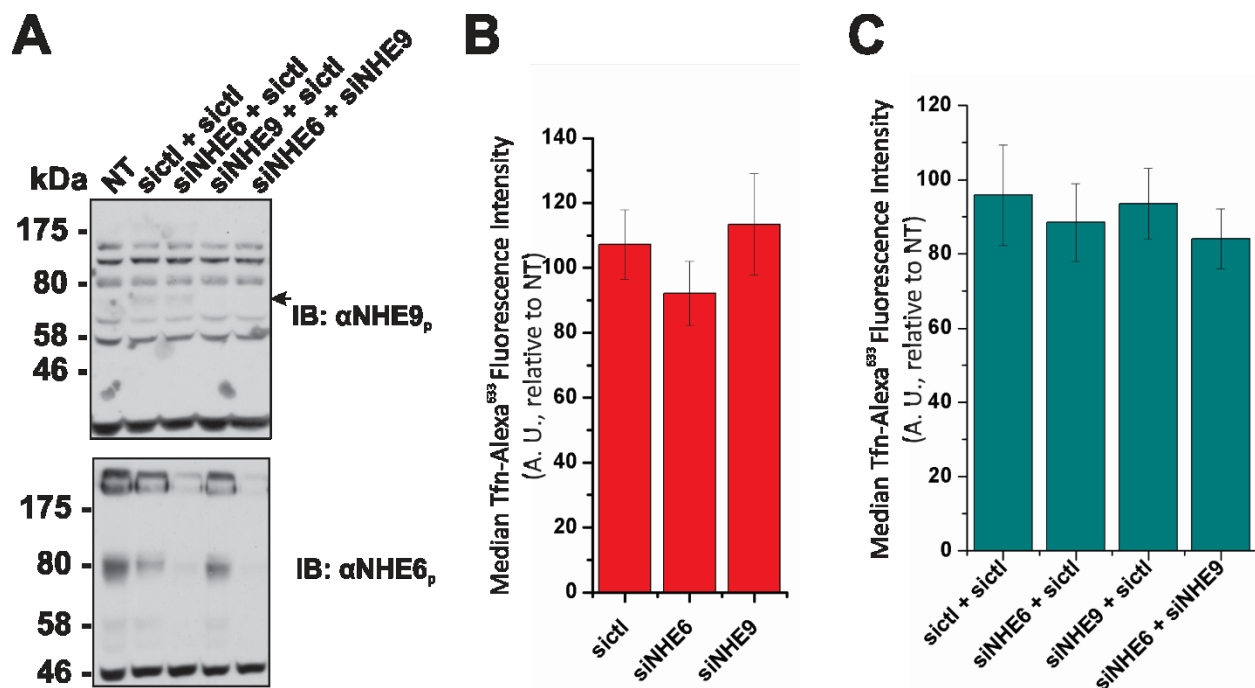 A
NT
sictl + sictl
siNHE6 + sictl
siNHE9 + sictl
siNHE6 + siNHE9
kDa
175 -
80 -
58 -
46 -
IB: αNHE9p
175 -
80 -
58 -
46 -
IB: αNHE6p
B
Median Tfn-Alexa633 Fluorescence Intensity
(A. U., relative to NT)
140
120
100
80
60
40
20
0
sictl
siNHE6
siNHE9
C
Median Tfn-Alexa633 Fluorescence Intensity
(A. U., relative to NT)
120
100
80
60
40
20
0
sictl + sictl
siNHE6 + sictl
siNHE9 + sictl
siNHE6 + siNHE9